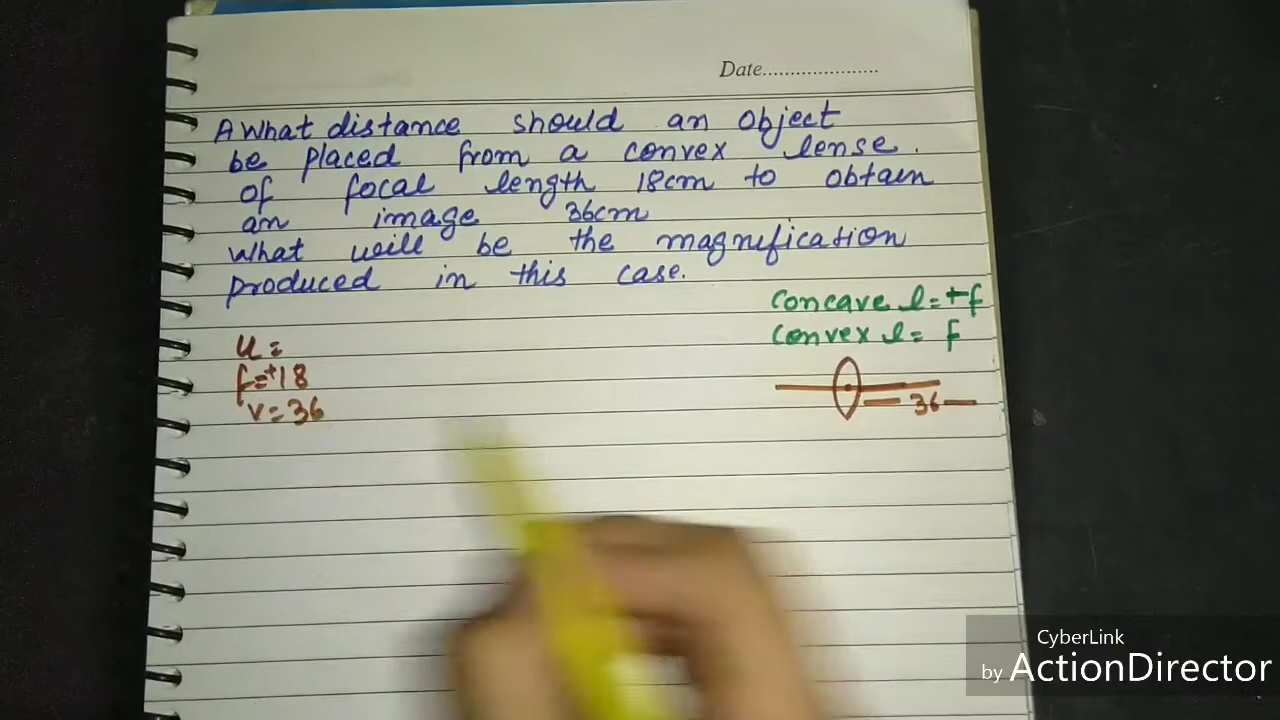 Date.....................
A What distance should an object
be placed from a convex lense.
of focal length 18cm to obtain
an image 36cm
What will be the magnification
produced in this case.
concave l=+f
convex l= f
u=
f=+18
v=36
36
CyberLink
by ActionDirector